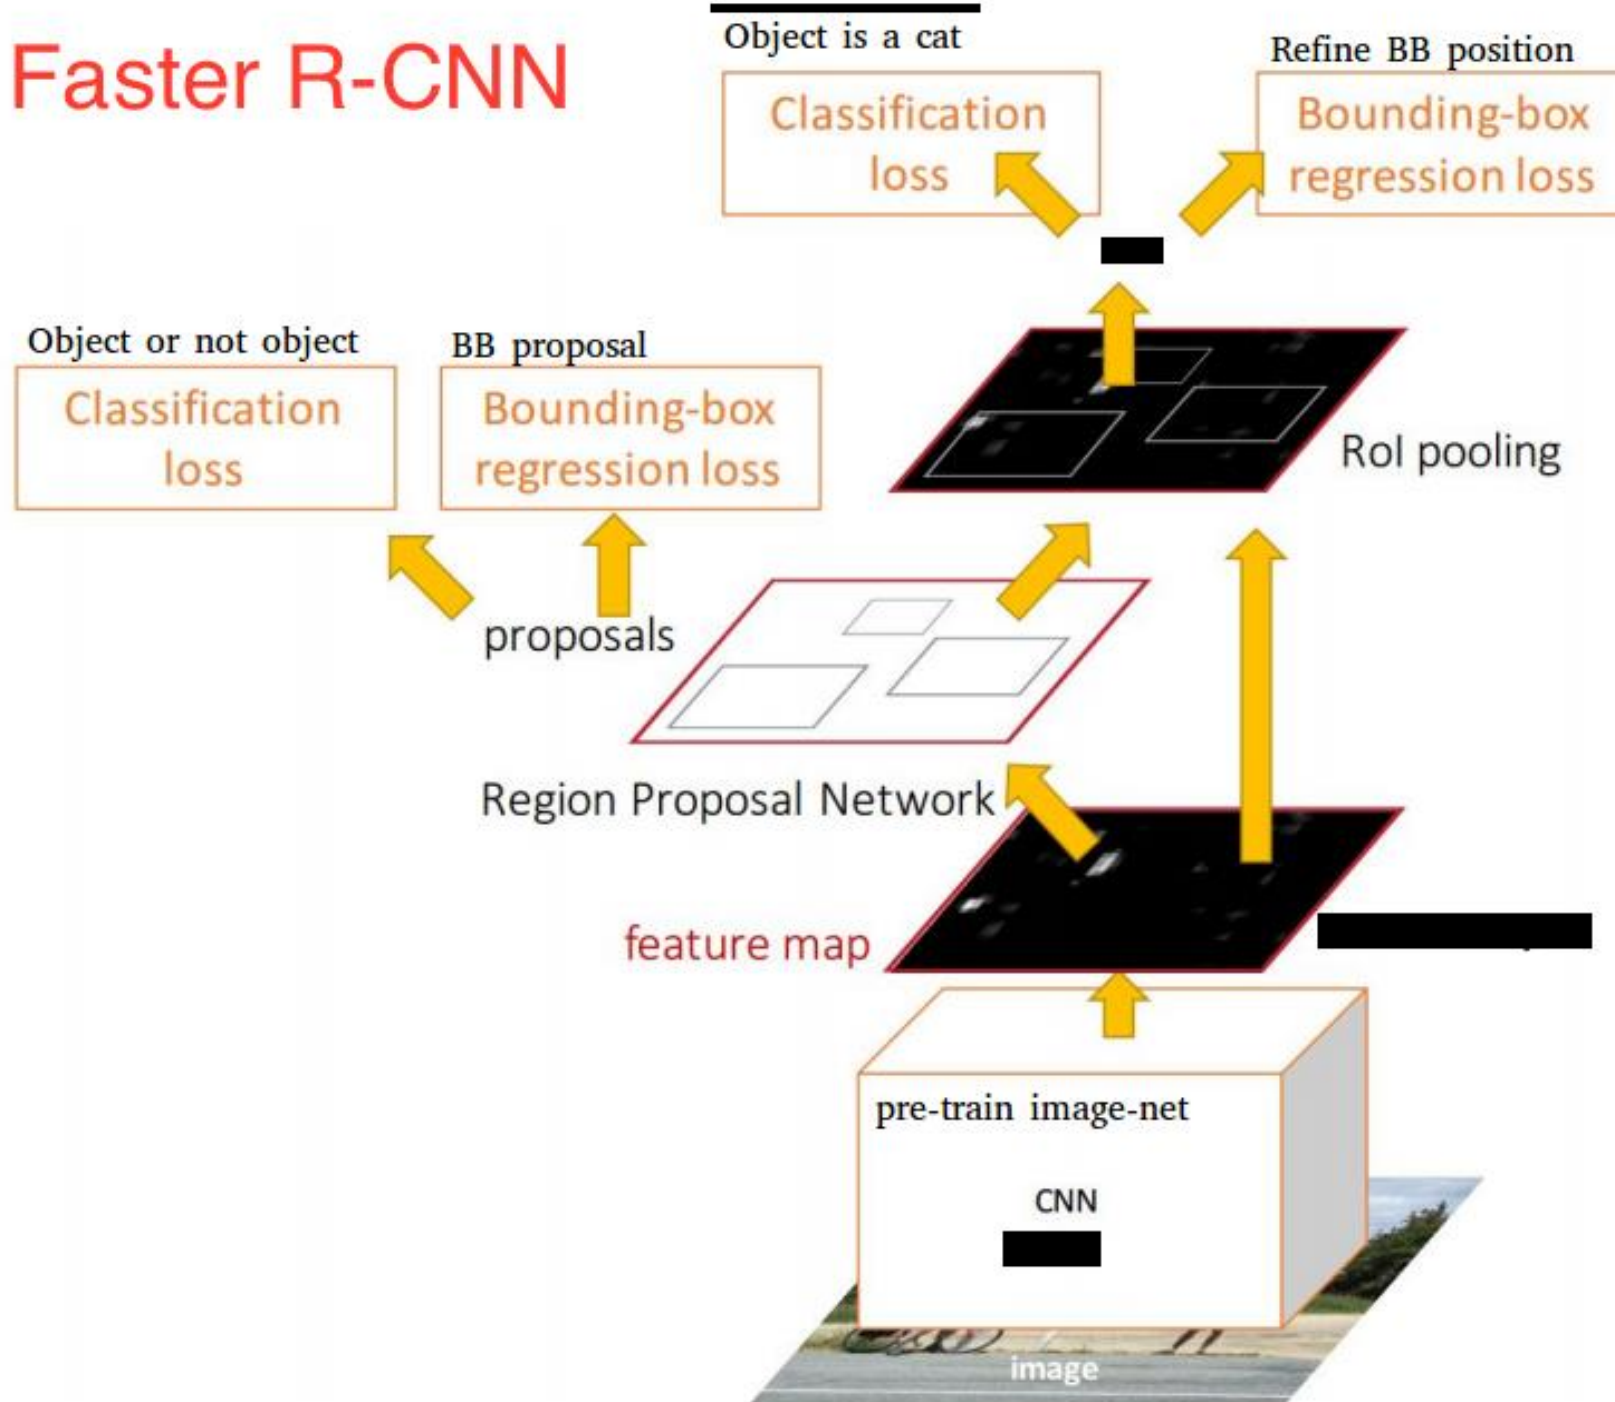 Faster R-CNN
Object is a cat
Classification
loss
Refine BB position
Bounding-box
regression loss
Object or not object
Classification
loss
BB proposal
Bounding-box
regression loss
RoI pooling
proposals
Region Proposal Network
feature map
pre-train image-net
CNN
image